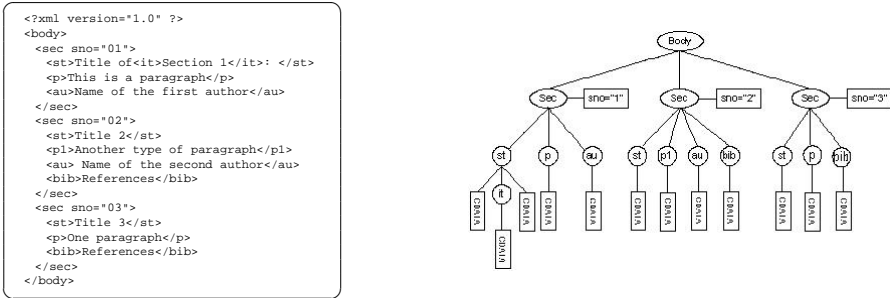 <?xml version="1.0" ?>
<body>
<sec sno="01">
<st>Title of<it>Section 1</it>: </st>
<p>This is a paragraph</p>
<au>Name of the first author</au>
</sec>
<sec sno="02">
<st>Title 2</st>
<p1>Another type of paragraph</p1>
<au> Name of the second author</au>
<bib>References</bib>
</sec>
<sec sno="03">
<st>Title 3</st>
<p>One paragraph</p>
<bib>References</bib>
</sec>
</body>
Body
Sec sno="1" Sec sno="2" Sec sno="3"
st p au st p1 au bib st p bib
it
CDATA CDATA CDATA CDATA CDATA CDATA CDATA CDATA CDATA CDATA CDATA
CDATA